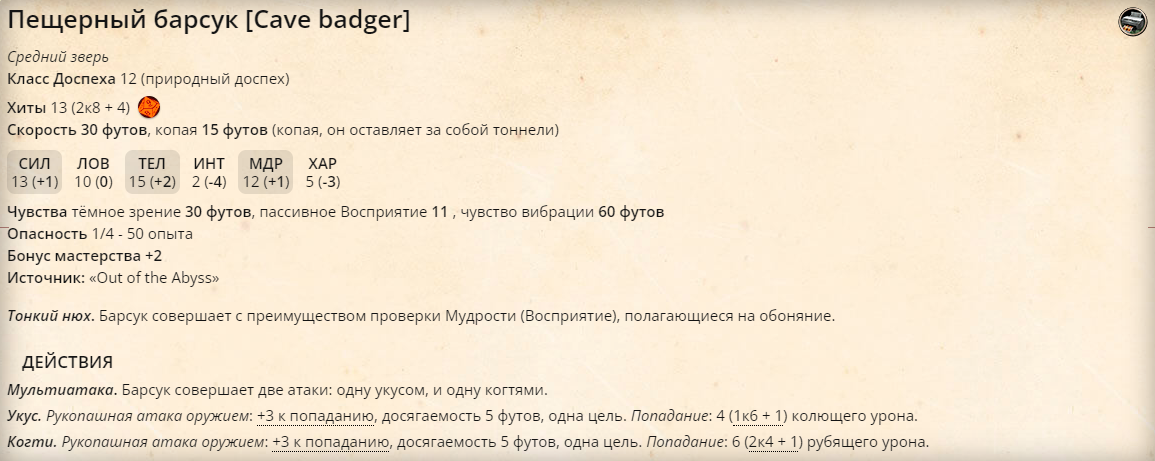 Пещерный барсук [Cave badger]
Средний зверь
Класс Доспеха 12 (природный доспех)
Хиты 13 (2к8 + 4)
Скорость 30 футов, копая 15 футов (копая, он оставляет за собой тоннели)
СИЛ ЛОВ ТЕЛ ИНТ МДР ХАР
13 (+1) 10 (0) 15 (+2) 2 (-4) 12 (+1) 5 (-3)
Чувства тёмное зрение 30 футов, пассивное Восприятие 11 , чувство вибрации 60 футов
Опасность 1/4 - 50 опыта
Бонус мастерства +2
Источник: «Out of the Abyss»
Тонкий нюх. Барсук совершает с преимуществом проверки Мудрости (Восприятие), полагающиеся на обоняние.
ДЕЙСТВИЯ
Мультиатака. Барсук совершает две атаки: одну укусом, и одну когтями.
Укус. Рукопашная атака оружием: +3 к попаданию, досягаемость 5 футов, одна цель. Попадание: 4 (1к6 + 1) колющего урона.
Когти. Рукопашная атака оружием: +3 к попаданию, досягаемость 5 футов, одна цель. Попадание: 6 (2к4 + 1) рубящего урона.